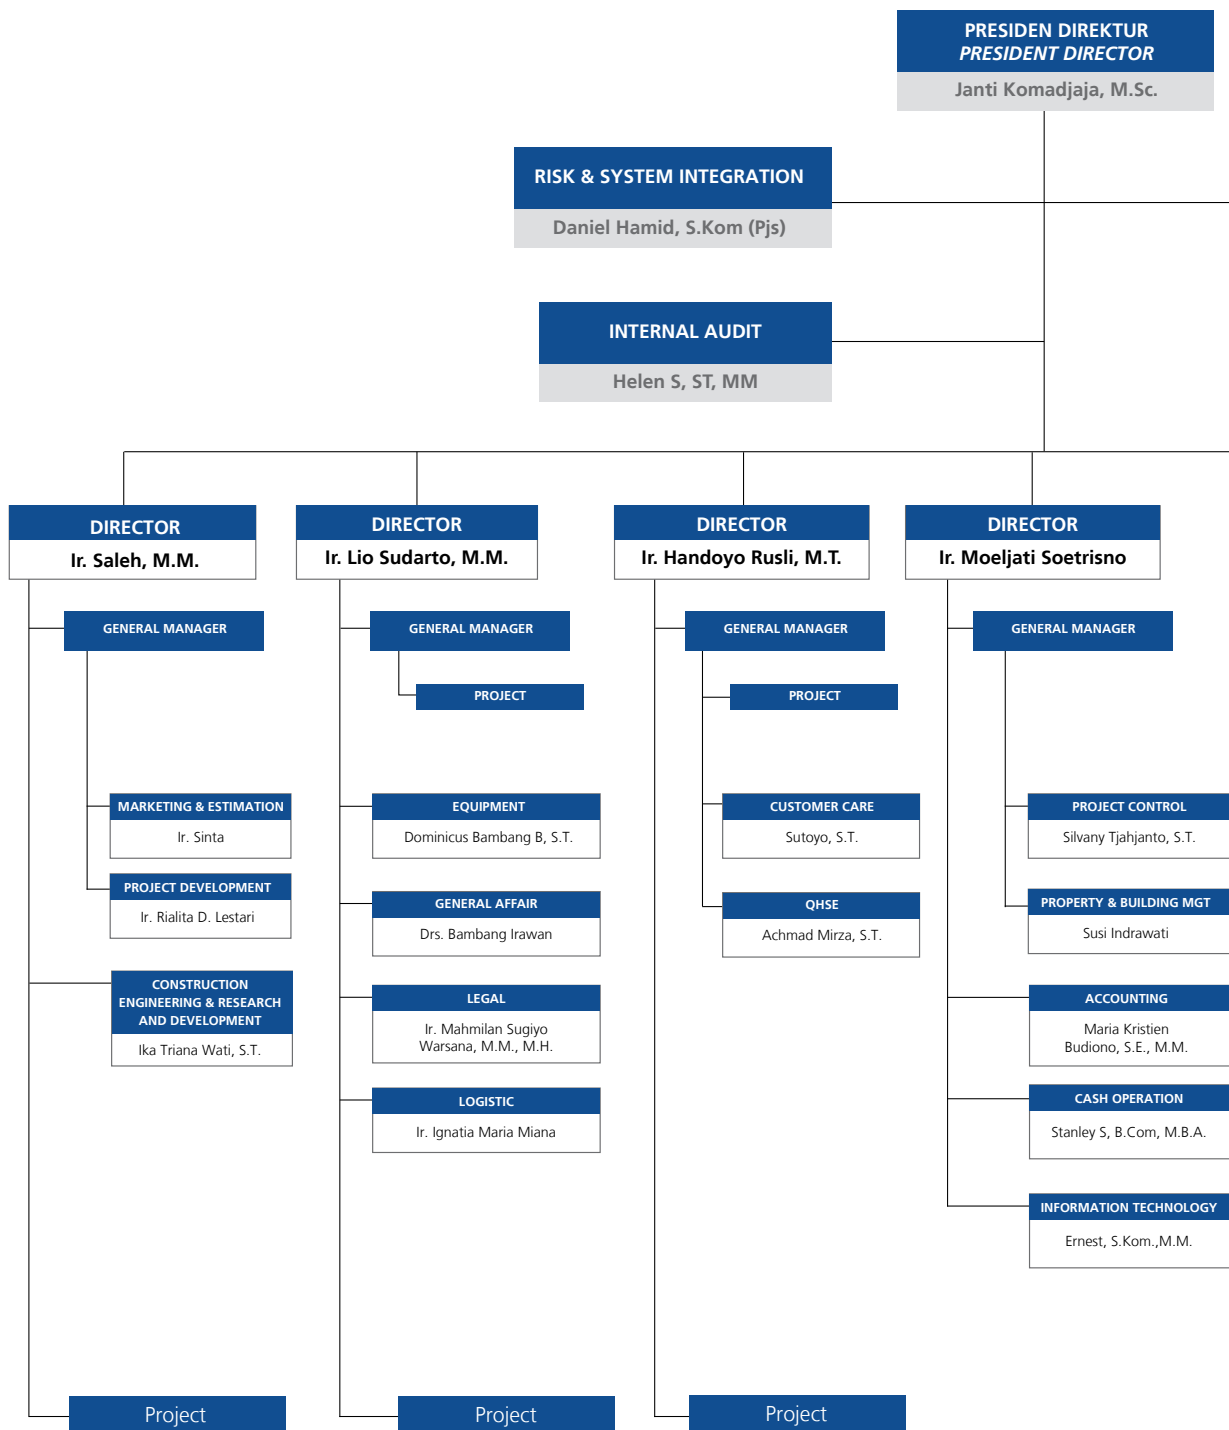 PRESIDEN DIREKTUR
PRESIDENT DIRECTOR
Janti Komadjaja, M.Sc.
RISK & SYSTEM INTEGRATION
Daniel Hamid, S.Kom (Pjs)
INTERNAL AUDIT
Helen S, ST, MM
DIRECTOR
Ir. Saleh, M.M.
GENERAL MANAGER
MARKETING & ESTIMATION
Ir. Sinta
PROJECT DEVELOPMENT
Ir. Rialita D. Lestari
CONSTRUCTION
ENGINEERING & RESEARCH
AND DEVELOPMENT
Ika Triana Wati, S.T.
Project
DIRECTOR
Ir. Lio Sudarto, M.M.
GENERAL MANAGER
PROJECT
EQUIPMENT
Dominicus Bambang B, S.T.
GENERAL AFFAIR
Drs. Bambang Irawan
LEGAL
Ir. Mahmilan Sugiyo
Warsana, M.M., M.H.
LOGISTIC
Ir. Ignatia Maria Miana
Project
DIRECTOR
Ir. Handoyo Rusli, M.T.
GENERAL MANAGER
PROJECT
CUSTOMER CARE
Sutoyo, S.T.
QHSE
Achmad Mirza, S.T.
Project
DIRECTOR
Ir. Moeljati Soetrisno
GENERAL MANAGER
PROJECT CONTROL
Silvany Tjahjanto, S.T.
PROPERTY & BUILDING MGT
Susi Indrawati
ACCOUNTING
Maria Kristien
Budiono, S.E., M.M.
CASH OPERATION
Stanley S, B.Com, M.B.A.
INFORMATION TECHNOLOGY
Ernest, S.Kom.,M.M.